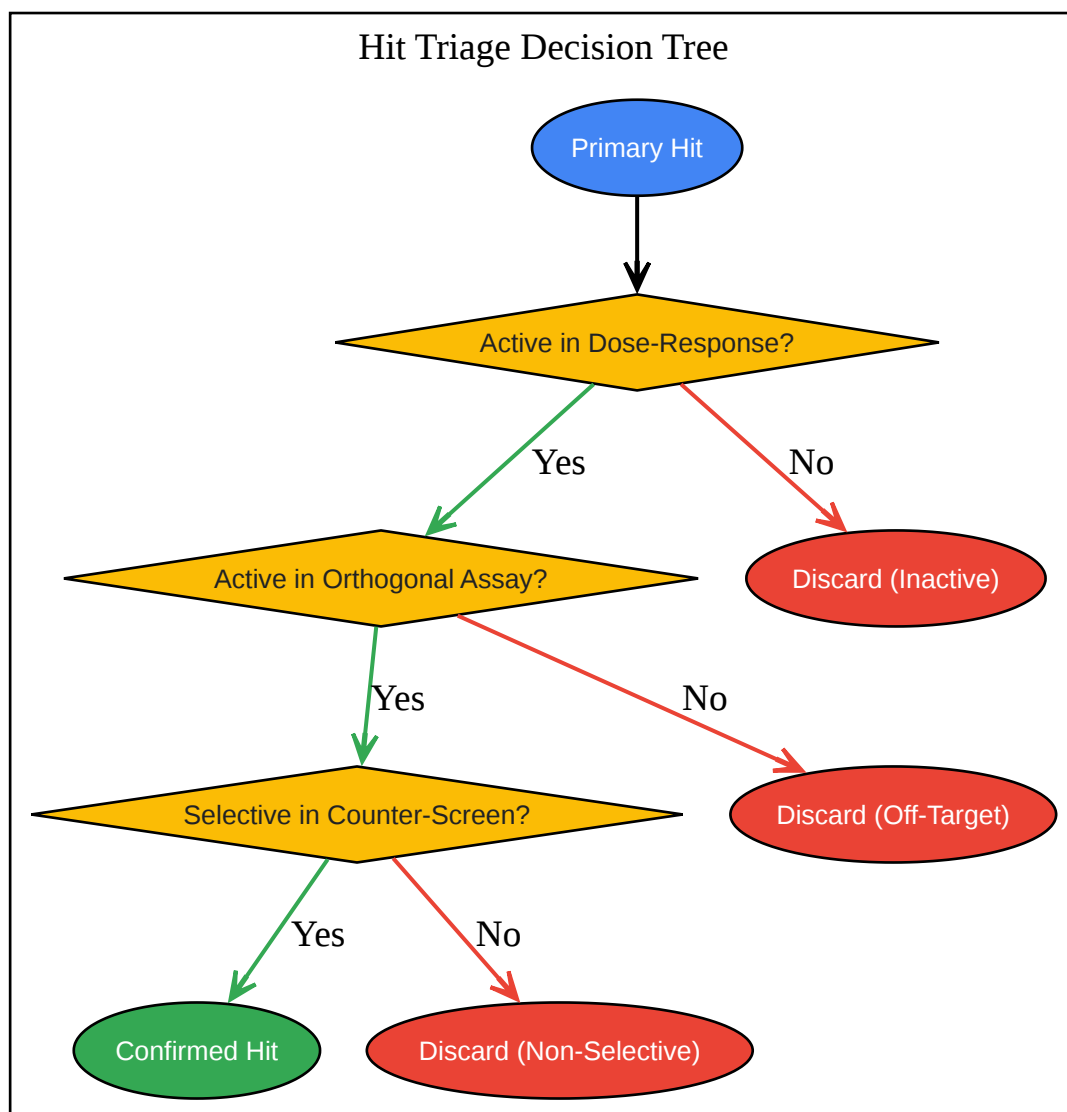 Hit Triage Decision Tree
Primary Hit
Active in Dose-Response?
Yes
No
Active in Orthogonal Assay?
Discard (Inactive)
Yes
No
Selective in Counter-Screen?
Discard (Off-Target)
Yes
No
Confirmed Hit
Discard (Non-Selective)